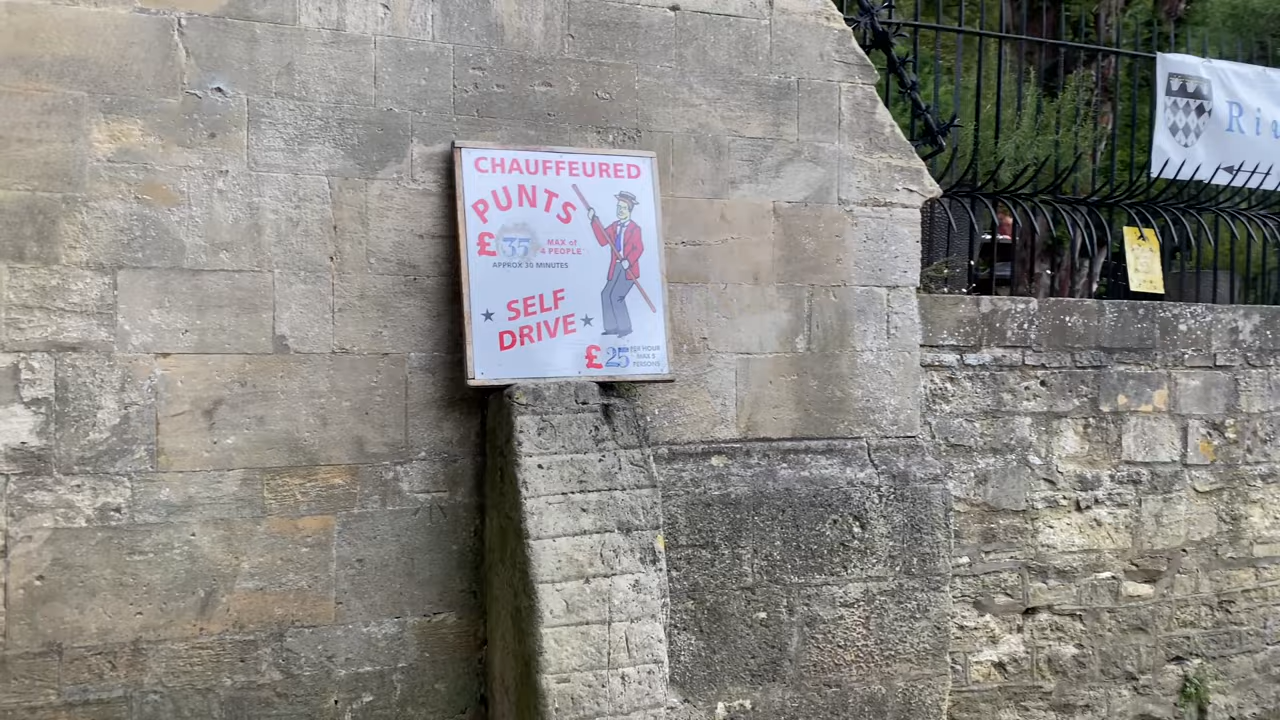 CHAUFFEURED
PUNTS
£35 MAX of
4 PEOPLE
APPROX 30 MINUTES
SELF
DRIVE
£25 PER HOUR
MAX 5
PERSONS
Ri